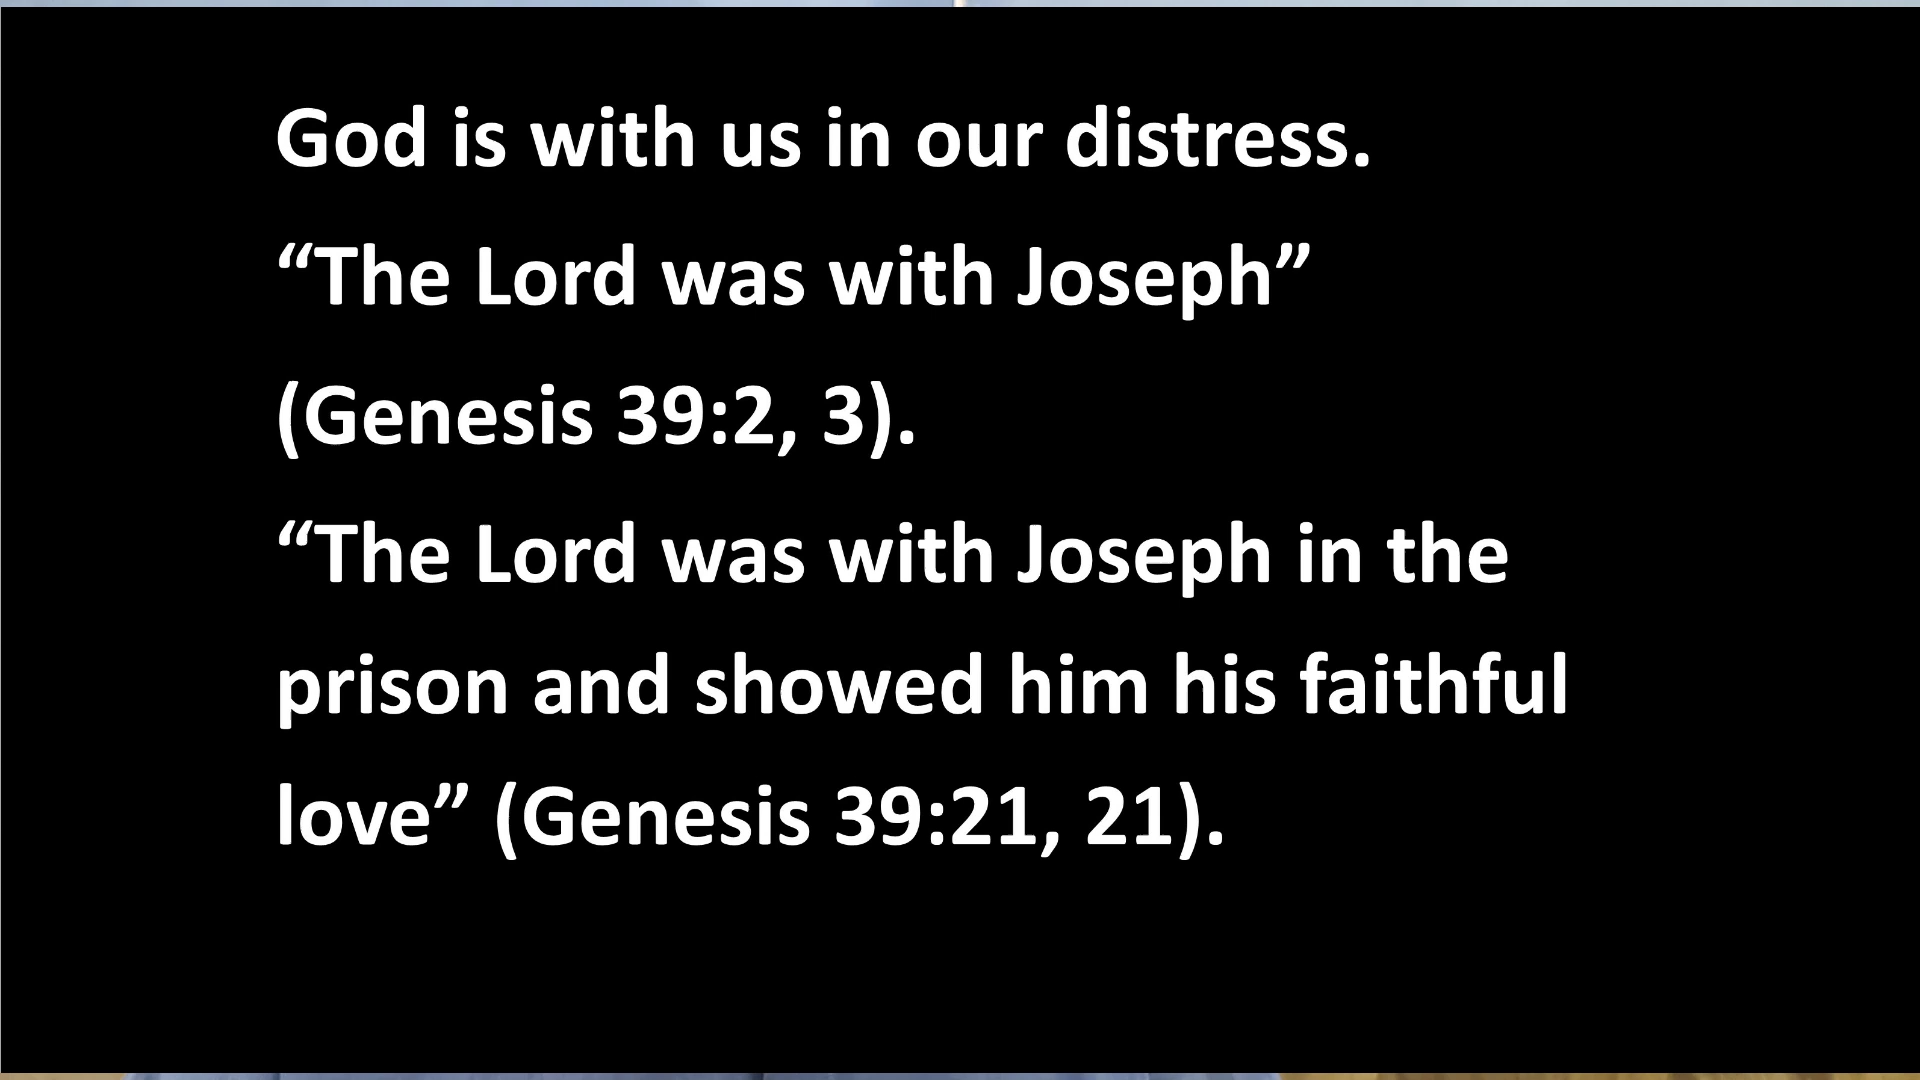 God is with us in our distress.
“The Lord was with Joseph”
(Genesis 39:2, 3).
“The Lord was with Joseph in the
prison and showed him his faithful
love” (Genesis 39:21, 21).